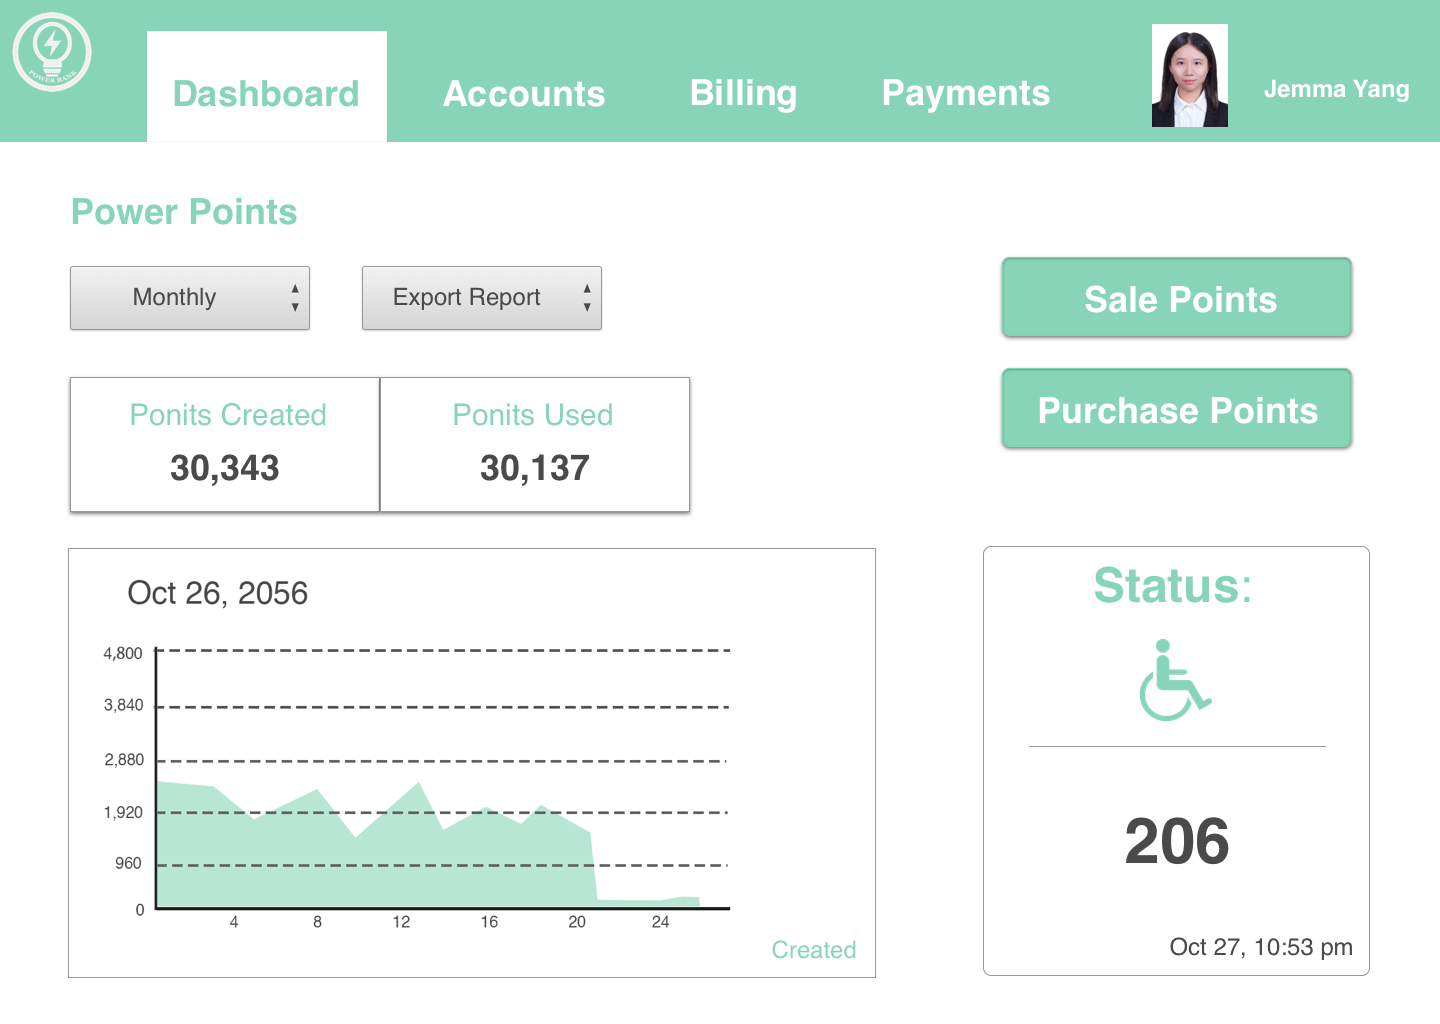 POWER BANK
Dashboard
Accounts
Billing
Payments
Jemma Yang
Power Points
Monthly
Export Report
Sale Points
Purchase Points
Ponits Created
30,343
Ponits Used
30,137
Oct 26, 2056
4,800
3,840
2,880
1,920
960
0
4 8 12 16 20 24
Created
Status:
206
Oct 27, 10:53 pm